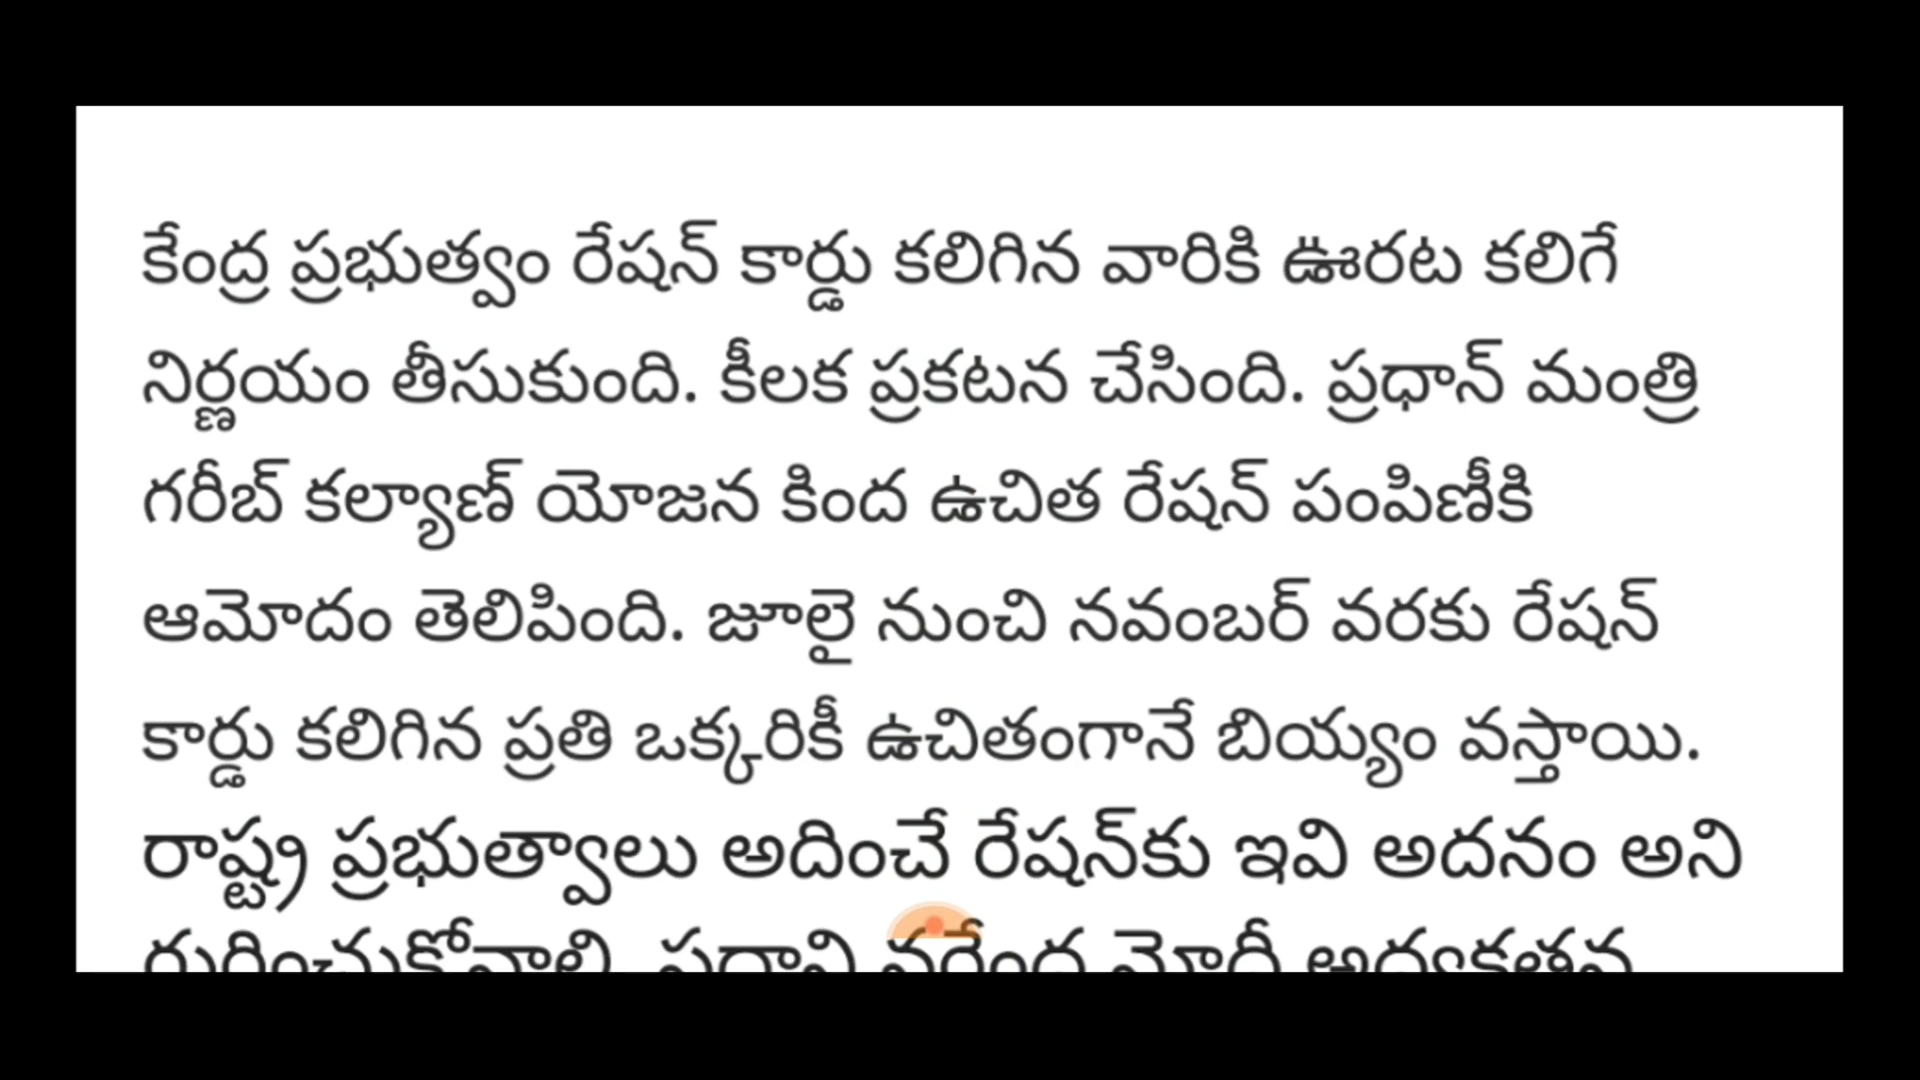 కేంద్ర ప్రభుత్వం రేషన్ కార్డు కలిగిన వారికి ఊరట కలిగే
నిర్ణయం తీసుకుంది. కీలక ప్రకటన చేసింది. ప్రధాన్ మంత్రి
గరీబ్ కల్యాణ్ యోజన కింద ఉచిత రేషన్ పంపిణీకి
ఆమోదం తెలిపింది. జూలై నుంచి నవంబర్ వరకు రేషన్
కార్డు కలిగిన ప్రతి ఒక్కరికీ ఉచితంగానే బియ్యం వస్తాయి.
రాష్ట్ర ప్రభుత్వాలు అదించే రేషన్‌కు ఇవి అదనం అని